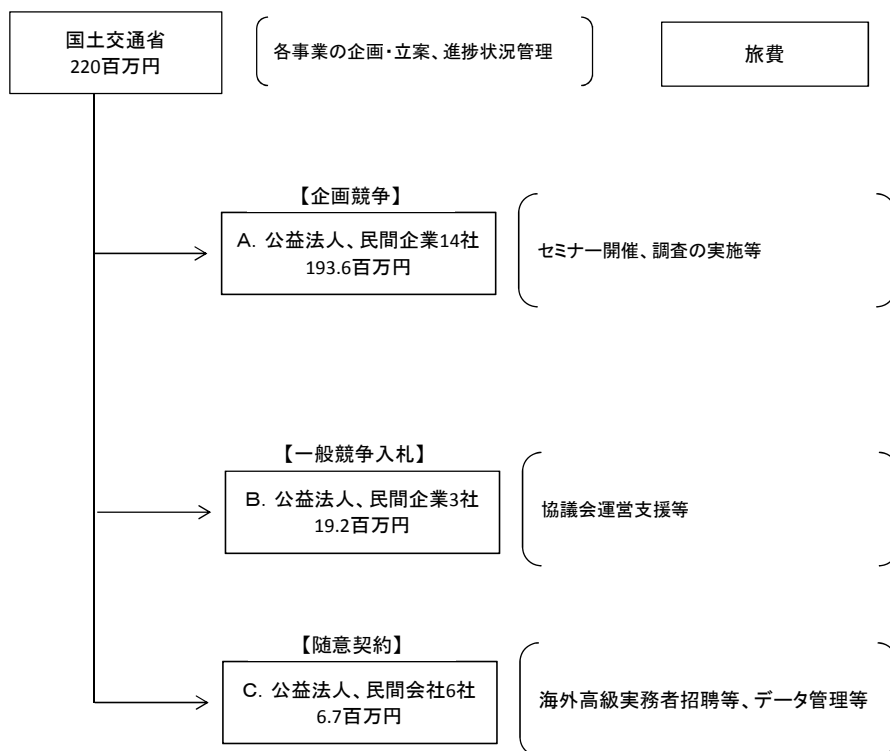 国土交通省
220百万円
各事業の企画・立案、進捗状況管理
旅費
【企画競争】
A. 公益法人、民間企業14社
193.6百万円
セミナー開催、調査の実施等
【一般競争入札】
B. 公益法人、民間企業3社
19.2百万円
協議会運営支援等
【随意契約】
C. 公益法人、民間会社6社
6.7百万円
海外高級実務者招聘等、データ管理等